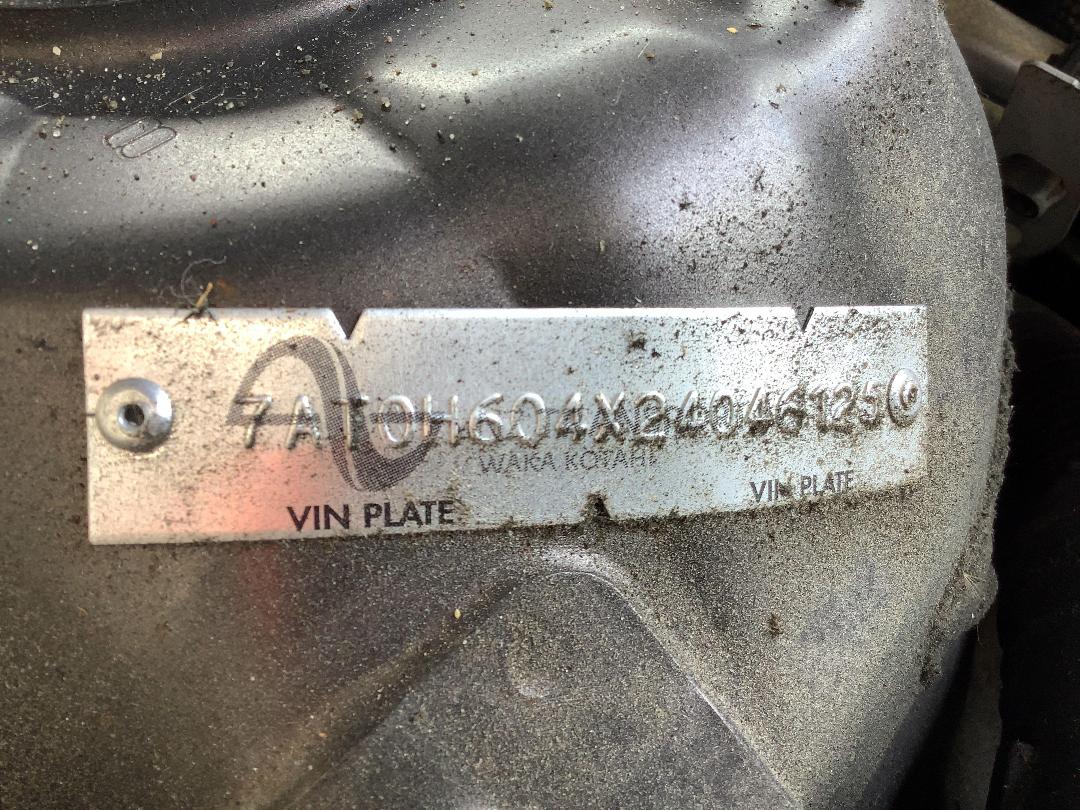 7AT0H604X24046125
WAKA KOTAHI
VIN PLATE
VIN PLATE